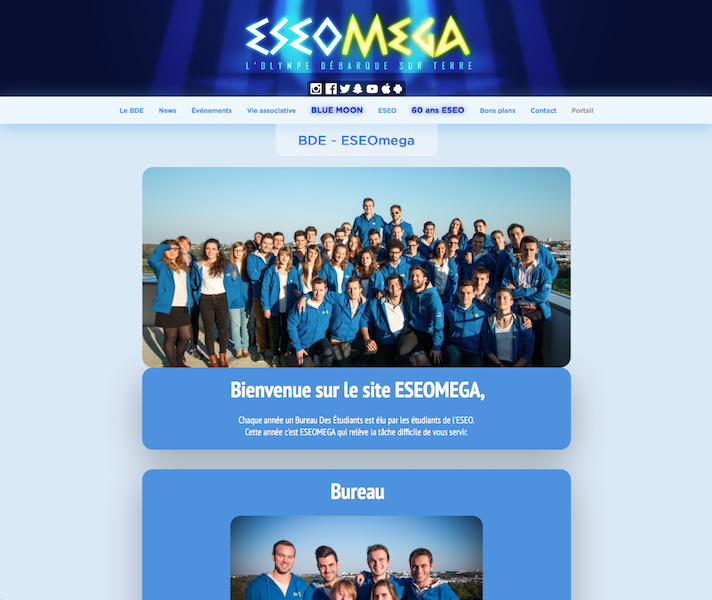 ESEOMEGA
L'OLYMPE DÉBARQUE SUR TERRE
Le BDE News Événements Vie associative BLUE MOON ESEO 60 ans ESEO Bons plans Contact Portail
BDE - ESEOmega
Bienvenue sur le site ESEOMEGA,
Chaque année un Bureau Des Étudiants est élu par les étudiants de l'ESEO.
Cette année c'est ESEOMEGA qui relève la tâche difficile de vous servir.
Bureau